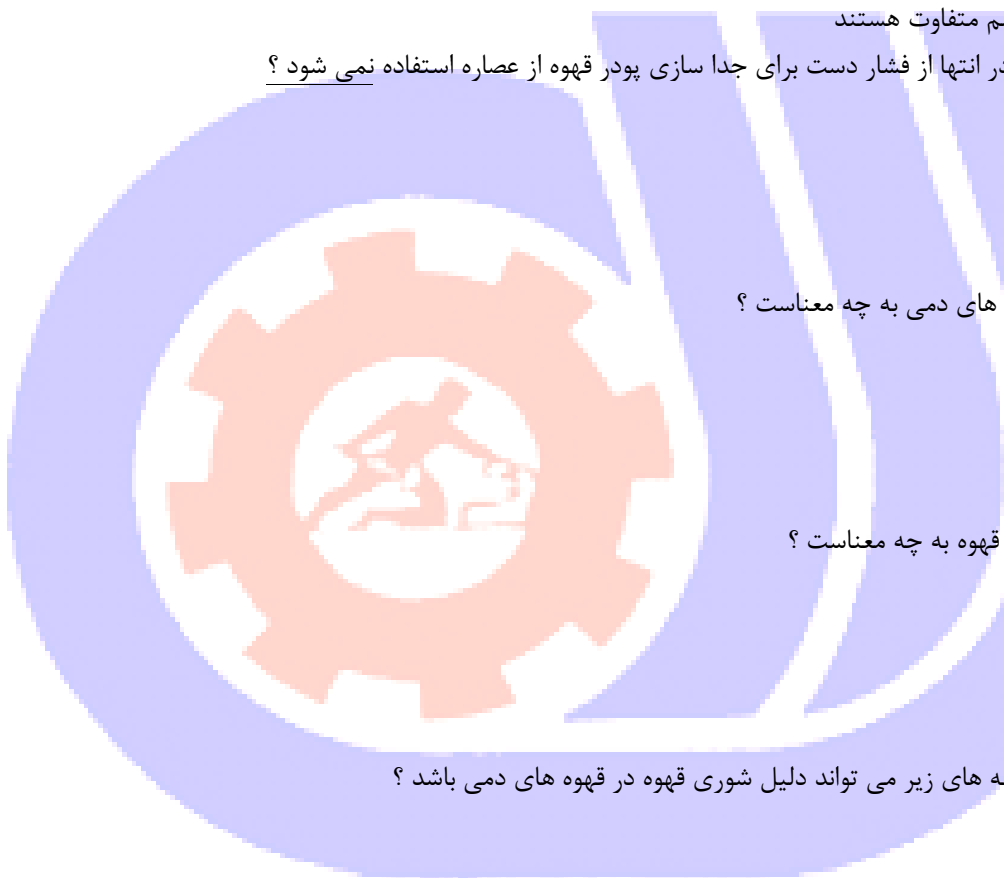 م متفاوت هستند
در انتها از فشار دست برای جدا سازی پودر قهوه از عصاره استفاده نمی شود ؟
های دمی به چه معناست ؟
قهوه به چه معناست ؟
ه های زیر می تواند دلیل شوری قهوه در قهوه های دمی باشد ؟